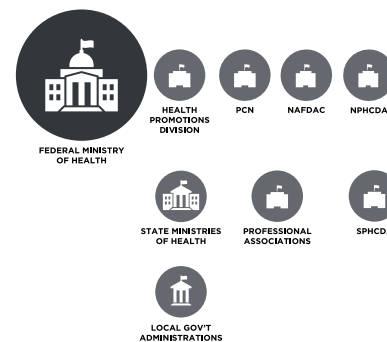 HEALTH
PROMOTIONS
DIVISION
PCN
NAFDAC
NPHCDA
FEDERAL MINISTRY
OF HEALTH
STATE MINISTRIES
OF HEALTH
PROFESSIONAL
ASSOCIATIONS
SPHCD
LOCAL GOV'T
ADMINISTRATIONS